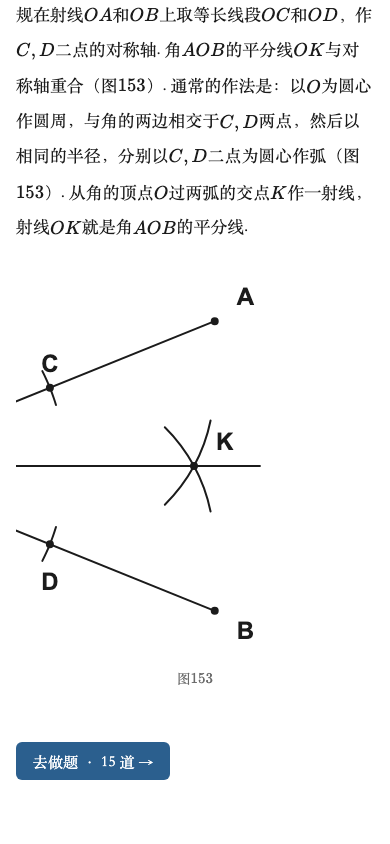 规在射线OA和OB上取等长线段OC和OD，作
C, D二点的对称轴. 角AOB的平分线OK与对
称轴重合（图153）. 通常的作法是：以O为圆心
作圆周，与角的两边相交于C, D两点，然后以
相同的半径，分别以C, D二点为圆心作弧（图
153）. 从角的顶点O过两弧的交点K作一射线，
射线OK就是角AOB的平分线.
A
C
K
D
B
图153
去做题 · 15 道 →